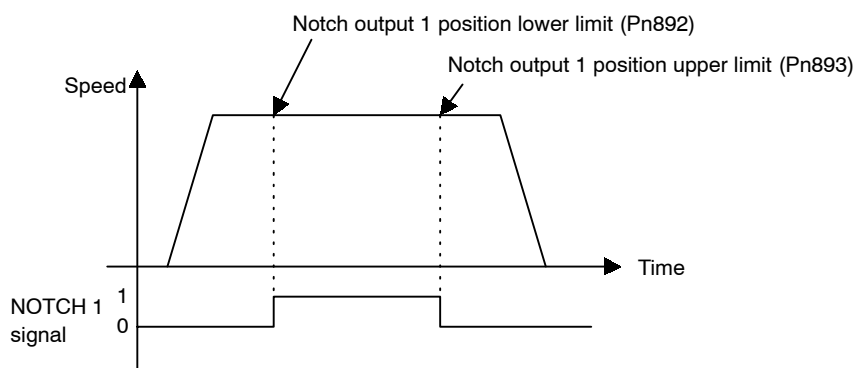 Notch output 1 position lower limit (Pn892)
Notch output 1 position upper limit (Pn893)
Speed
Time
NOTCH 1
signal
1
0